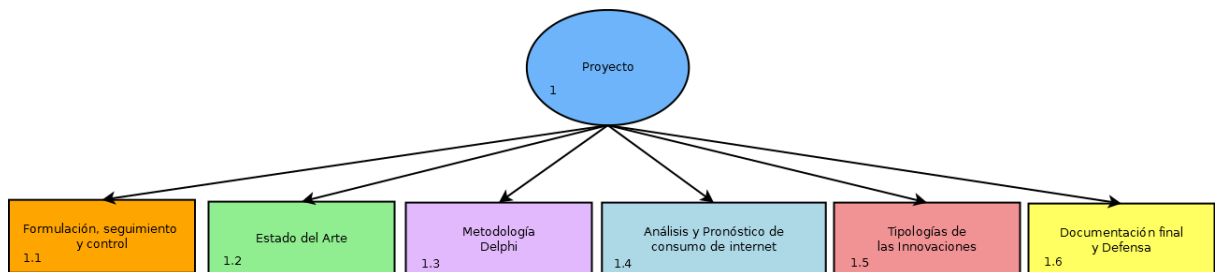 Proyecto
1
Formulación, seguimiento
y control
1.1
Estado del Arte
1.2
Metodología
Delphi
1.3
Análisis y Pronóstico de
consumo de internet
1.4
Tipologías de
las Innovaciones
1.5
Documentación final
y Defensa
1.6